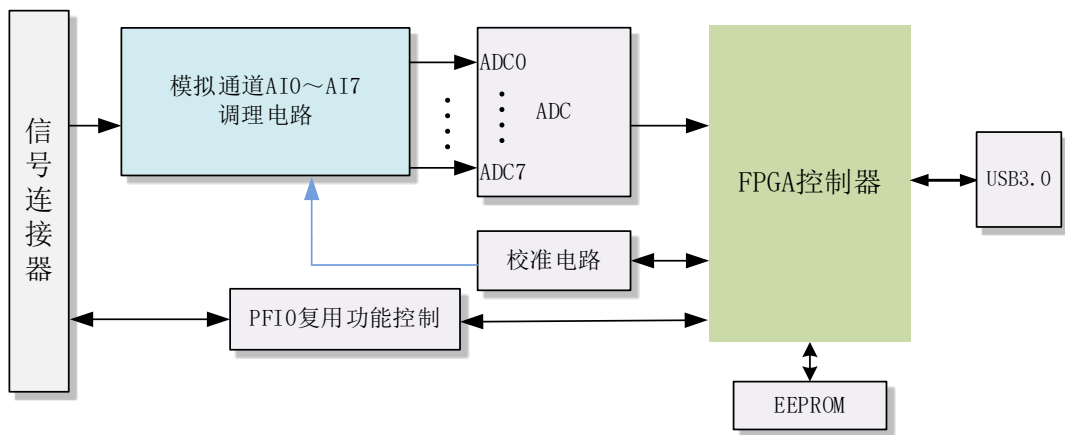 信号连接器
模拟通道AI0～AI7
调理电路
ADC0
ADC
ADC7
FPGA控制器
USB3.0
校准电路
PFI0复用功能控制
EEPROM